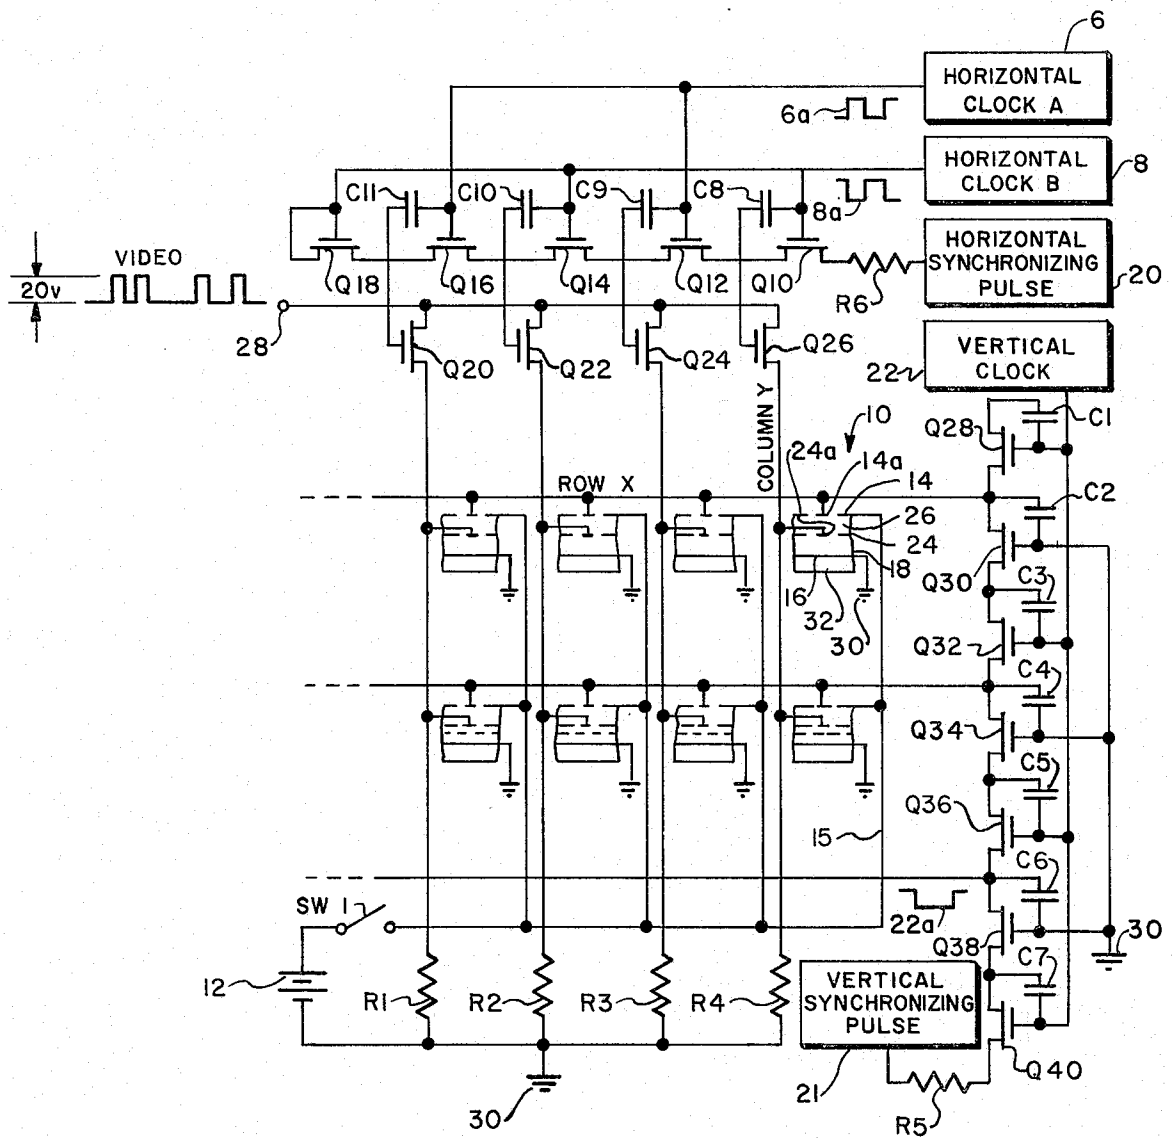 6
HORIZONTAL
CLOCK A
6a
HORIZONTAL
CLOCK B
8
8a
C11 C10 C9 C8
HORIZONTAL
SYNCHRONIZING
PULSE
20
Q18 Q16 Q14 Q12 Q10
R6
VIDEO
20v
28
Q20 Q22 Q24 Q26
VERTICAL
CLOCK
22
C1
Q28
COLUMN Y
10
24a 14a 14
ROW X
C2
26
24
18
16
32
30
Q30
C3
Q32
C4
Q34
C5
Q36
15
C6
SW 1
22a
Q38
30
C7
12
R1 R2 R3 R4
VERTICAL
SYNCHRONIZING
PULSE
21
Q40
R5
30